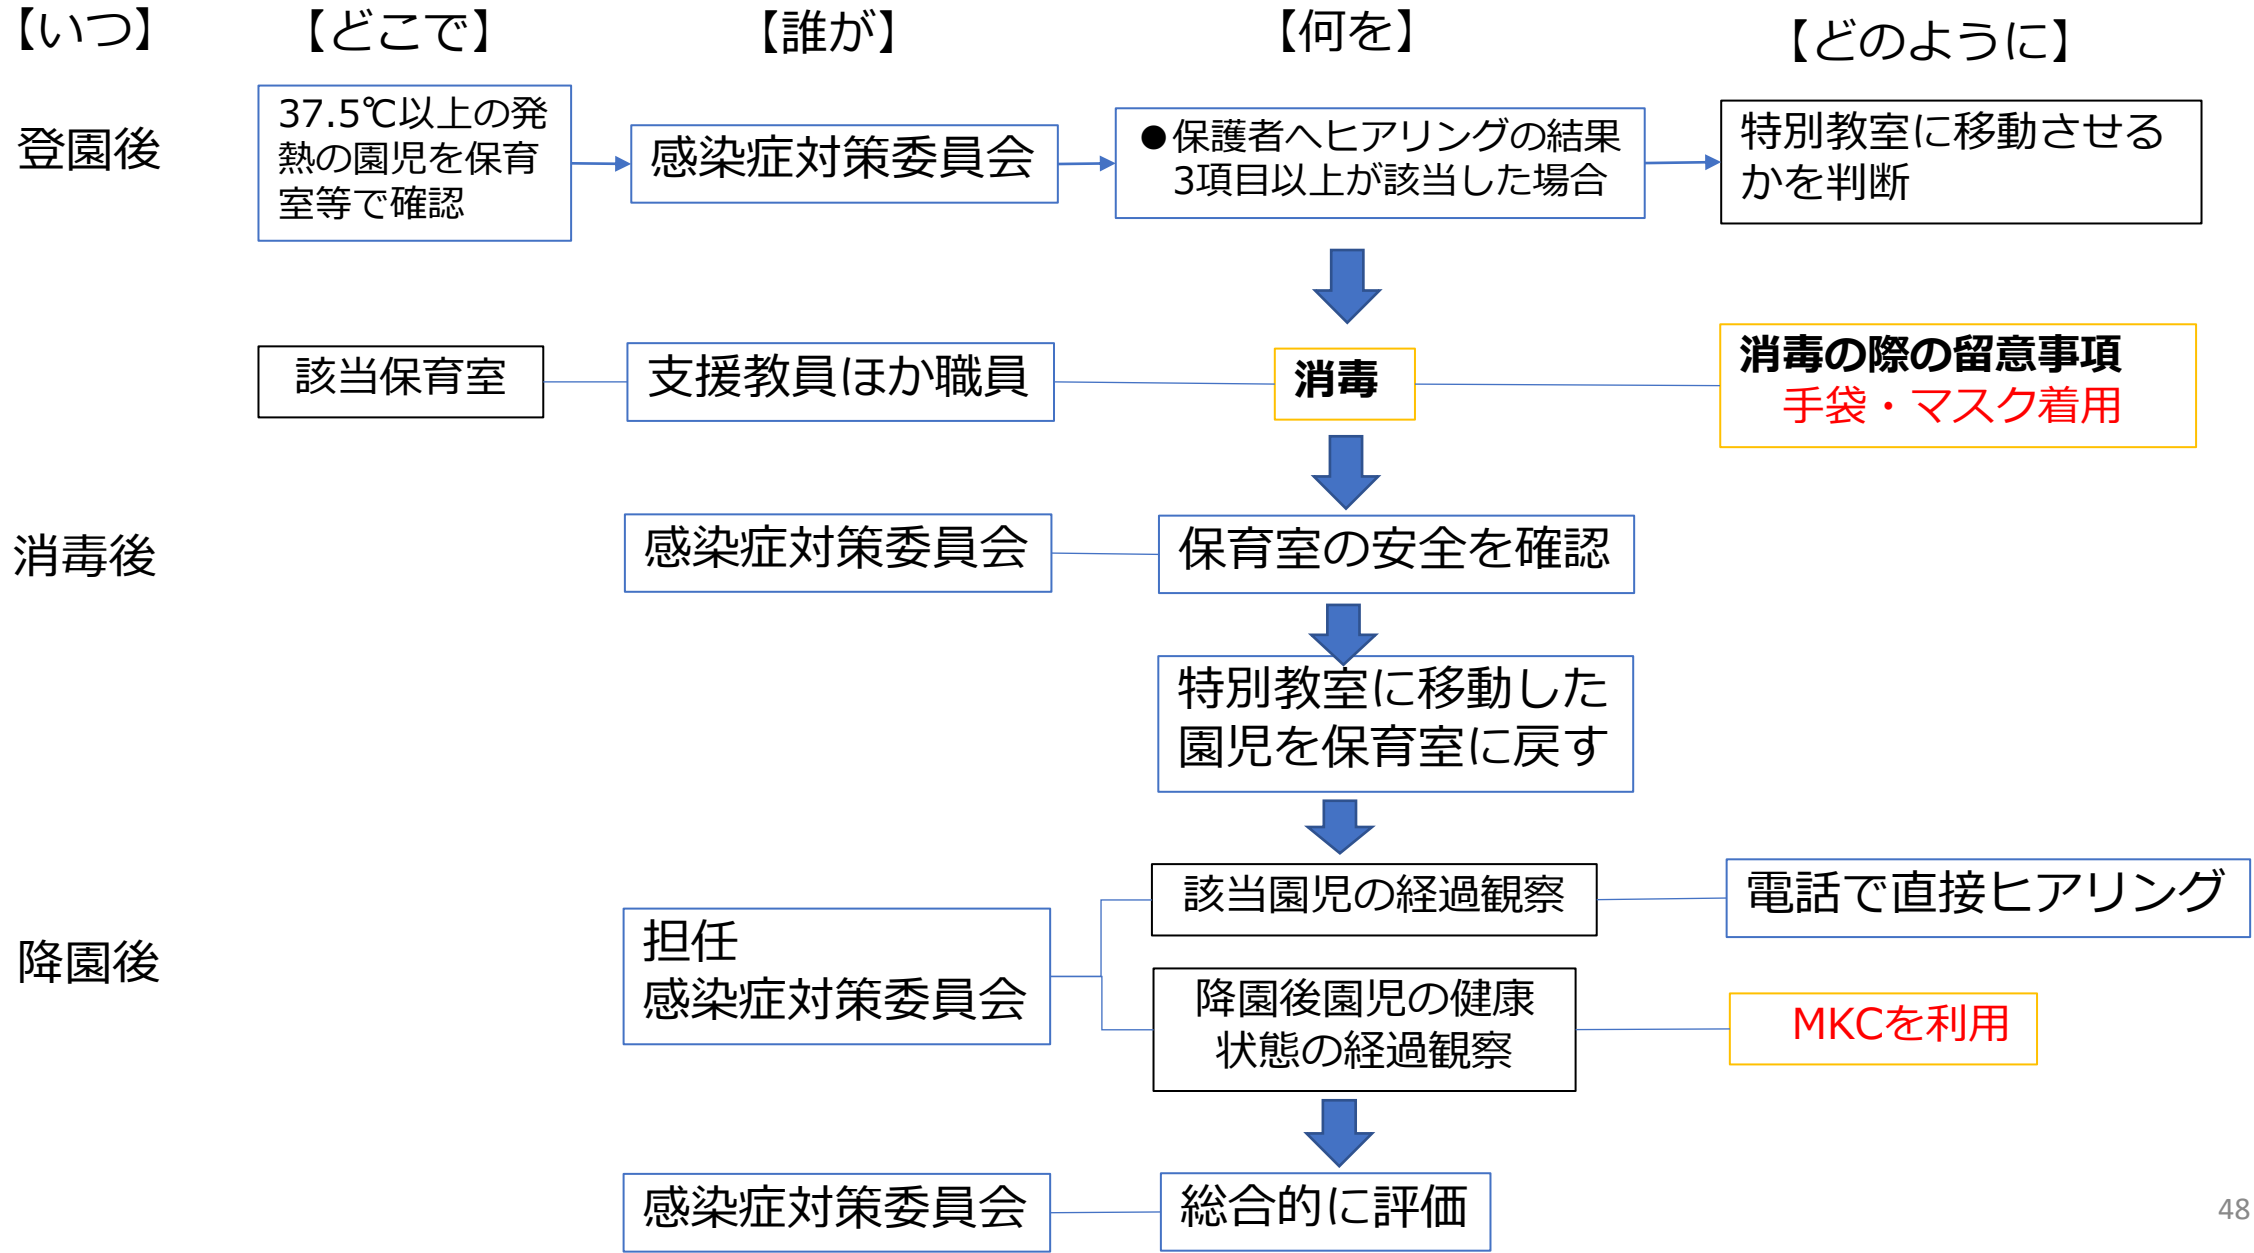 【いつ】
【どこで】
【誰が】
【何を】
【どのように】
登園後
37.5℃以上の発
熱の園児を保育
室等で確認
感染症対策委員会
●保護者へヒアリングの結果
3項目以上が該当した場合
特別教室に移動させる
かを判断
該当保育室
支援教員ほか職員
消毒
消毒の際の留意事項
手袋・マスク着用
消毒後
感染症対策委員会
保育室の安全を確認
特別教室に移動した
園児を保育室に戻す
降園後
担任
感染症対策委員会
該当園児の経過観察
電話で直接ヒアリング
降園後園児の健康
状態の経過観察
MKCを利用
感染症対策委員会
総合的に評価
48